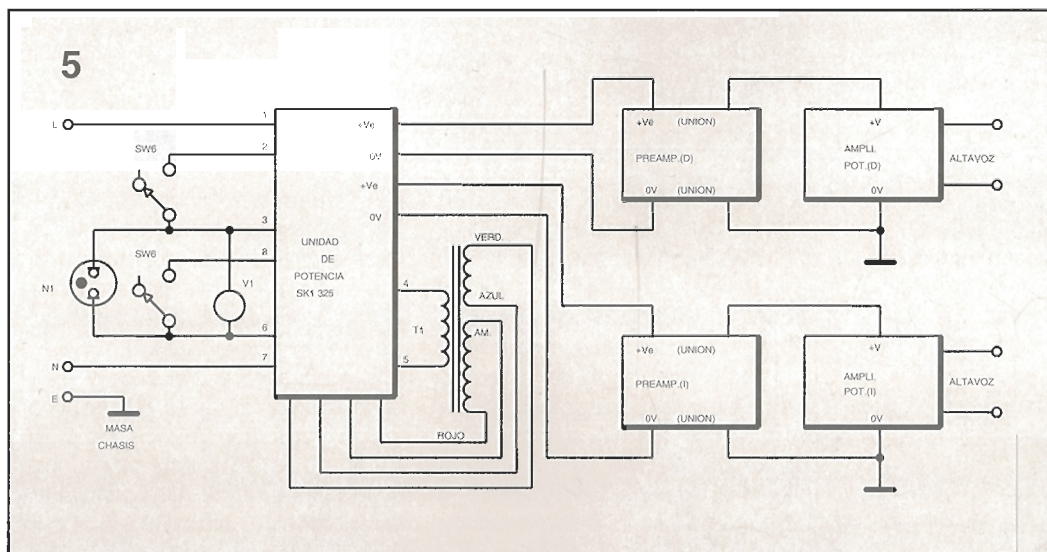 5
L
1
2
SW6
3
8
SW6
N1
V1
6
N
7
E
MASA
CHASIS
+Ve
0V
+Ve
0V
UNIDAD
DE
POTENCIA
SK1 325
4
5
T1
VERD.
AZUL
AM.
ROJO
+Ve (UNION)
PREAMP.(D)
0V (UNION)
+V
AMPLI.
POT.(D)
0V
ALTAVOZ
+Ve (UNION)
PREAMP.(I)
0V (UNION)
+V
AMPLI.
POT.(I)
0V
ALTAVOZ